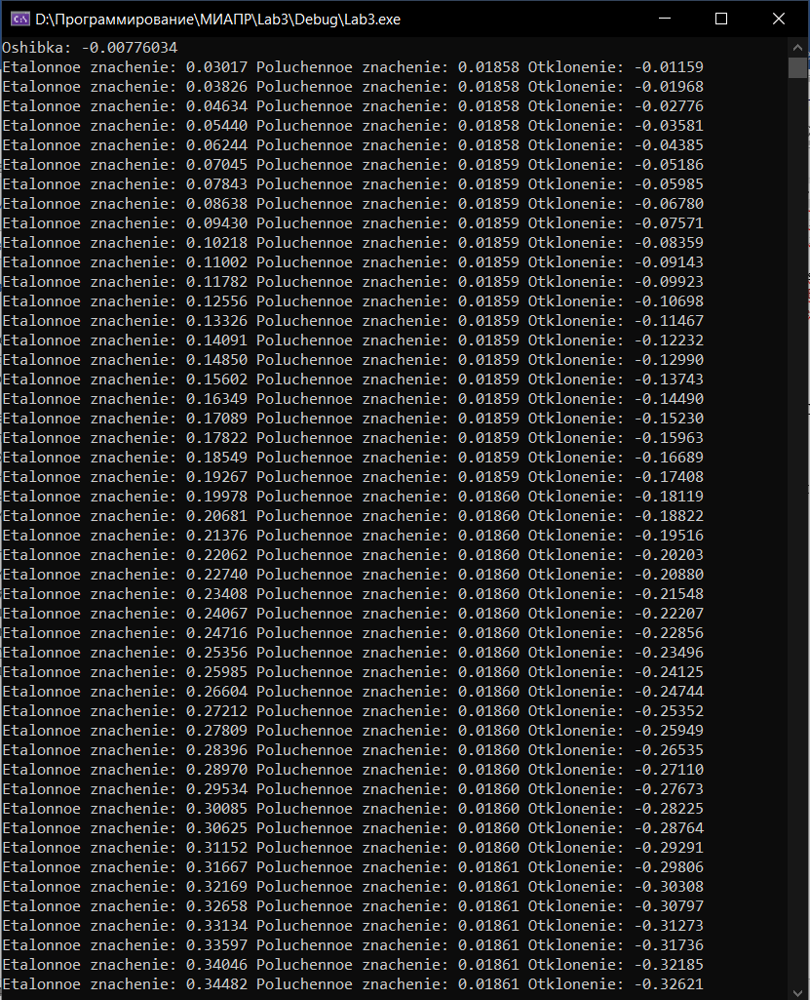 D:\Программирование\МИАПР\Lab3\Debug\Lab3.exe
Oshibka: -0.00776034
Etalonnoe znachenie: 0.03017 Poluchennoe znachenie: 0.01858 Otklonenie: -0.01159
Etalonnoe znachenie: 0.03826 Poluchennoe znachenie: 0.01858 Otklonenie: -0.01968
Etalonnoe znachenie: 0.04634 Poluchennoe znachenie: 0.01858 Otklonenie: -0.02776
Etalonnoe znachenie: 0.05440 Poluchennoe znachenie: 0.01858 Otklonenie: -0.03581
Etalonnoe znachenie: 0.06244 Poluchennoe znachenie: 0.01858 Otklonenie: -0.04385
Etalonnoe znachenie: 0.07045 Poluchennoe znachenie: 0.01859 Otklonenie: -0.05186
Etalonnoe znachenie: 0.07843 Poluchennoe znachenie: 0.01859 Otklonenie: -0.05985
Etalonnoe znachenie: 0.08638 Poluchennoe znachenie: 0.01859 Otklonenie: -0.06780
Etalonnoe znachenie: 0.09430 Poluchennoe znachenie: 0.01859 Otklonenie: -0.07571
Etalonnoe znachenie: 0.10218 Poluchennoe znachenie: 0.01859 Otklonenie: -0.08359
Etalonnoe znachenie: 0.11002 Poluchennoe znachenie: 0.01859 Otklonenie: -0.09143
Etalonnoe znachenie: 0.11782 Poluchennoe znachenie: 0.01859 Otklonenie: -0.09923
Etalonnoe znachenie: 0.12556 Poluchennoe znachenie: 0.01859 Otklonenie: -0.10698
Etalonnoe znachenie: 0.13326 Poluchennoe znachenie: 0.01859 Otklonenie: -0.11467
Etalonnoe znachenie: 0.14091 Poluchennoe znachenie: 0.01859 Otklonenie: -0.12232
Etalonnoe znachenie: 0.14850 Poluchennoe znachenie: 0.01859 Otklonenie: -0.12990
Etalonnoe znachenie: 0.15602 Poluchennoe znachenie: 0.01859 Otklonenie: -0.13743
Etalonnoe znachenie: 0.16349 Poluchennoe znachenie: 0.01859 Otklonenie: -0.14490
Etalonnoe znachenie: 0.17089 Poluchennoe znachenie: 0.01859 Otklonenie: -0.15230
Etalonnoe znachenie: 0.17822 Poluchennoe znachenie: 0.01859 Otklonenie: -0.15963
Etalonnoe znachenie: 0.18549 Poluchennoe znachenie: 0.01859 Otklonenie: -0.16689
Etalonnoe znachenie: 0.19267 Poluchennoe znachenie: 0.01859 Otklonenie: -0.17408
Etalonnoe znachenie: 0.19978 Poluchennoe znachenie: 0.01860 Otklonenie: -0.18119
Etalonnoe znachenie: 0.20681 Poluchennoe znachenie: 0.01860 Otklonenie: -0.18822
Etalonnoe znachenie: 0.21376 Poluchennoe znachenie: 0.01860 Otklonenie: -0.19516
Etalonnoe znachenie: 0.22062 Poluchennoe znachenie: 0.01860 Otklonenie: -0.20203
Etalonnoe znachenie: 0.22740 Poluchennoe znachenie: 0.01860 Otklonenie: -0.20880
Etalonnoe znachenie: 0.23408 Poluchennoe znachenie: 0.01860 Otklonenie: -0.21548
Etalonnoe znachenie: 0.24067 Poluchennoe znachenie: 0.01860 Otklonenie: -0.22207
Etalonnoe znachenie: 0.24716 Poluchennoe znachenie: 0.01860 Otklonenie: -0.22856
Etalonnoe znachenie: 0.25356 Poluchennoe znachenie: 0.01860 Otklonenie: -0.23496
Etalonnoe znachenie: 0.25985 Poluchennoe znachenie: 0.01860 Otklonenie: -0.24125
Etalonnoe znachenie: 0.26604 Poluchennoe znachenie: 0.01860 Otklonenie: -0.24744
Etalonnoe znachenie: 0.27212 Poluchennoe znachenie: 0.01860 Otklonenie: -0.25352
Etalonnoe znachenie: 0.27809 Poluchennoe znachenie: 0.01860 Otklonenie: -0.25949
Etalonnoe znachenie: 0.28396 Poluchennoe znachenie: 0.01860 Otklonenie: -0.26535
Etalonnoe znachenie: 0.28970 Poluchennoe znachenie: 0.01860 Otklonenie: -0.27110
Etalonnoe znachenie: 0.29534 Poluchennoe znachenie: 0.01860 Otklonenie: -0.27673
Etalonnoe znachenie: 0.30085 Poluchennoe znachenie: 0.01860 Otklonenie: -0.28225
Etalonnoe znachenie: 0.30625 Poluchennoe znachenie: 0.01860 Otklonenie: -0.28764
Etalonnoe znachenie: 0.31152 Poluchennoe znachenie: 0.01860 Otklonenie: -0.29291
Etalonnoe znachenie: 0.31667 Poluchennoe znachenie: 0.01861 Otklonenie: -0.29806
Etalonnoe znachenie: 0.32169 Poluchennoe znachenie: 0.01861 Otklonenie: -0.30308
Etalonnoe znachenie: 0.32658 Poluchennoe znachenie: 0.01861 Otklonenie: -0.30797
Etalonnoe znachenie: 0.33134 Poluchennoe znachenie: 0.01861 Otklonenie: -0.31273
Etalonnoe znachenie: 0.33597 Poluchennoe znachenie: 0.01861 Otklonenie: -0.31736
Etalonnoe znachenie: 0.34046 Poluchennoe znachenie: 0.01861 Otklonenie: -0.32185
Etalonnoe znachenie: 0.34482 Poluchennoe znachenie: 0.01861 Otklonenie: -0.32621